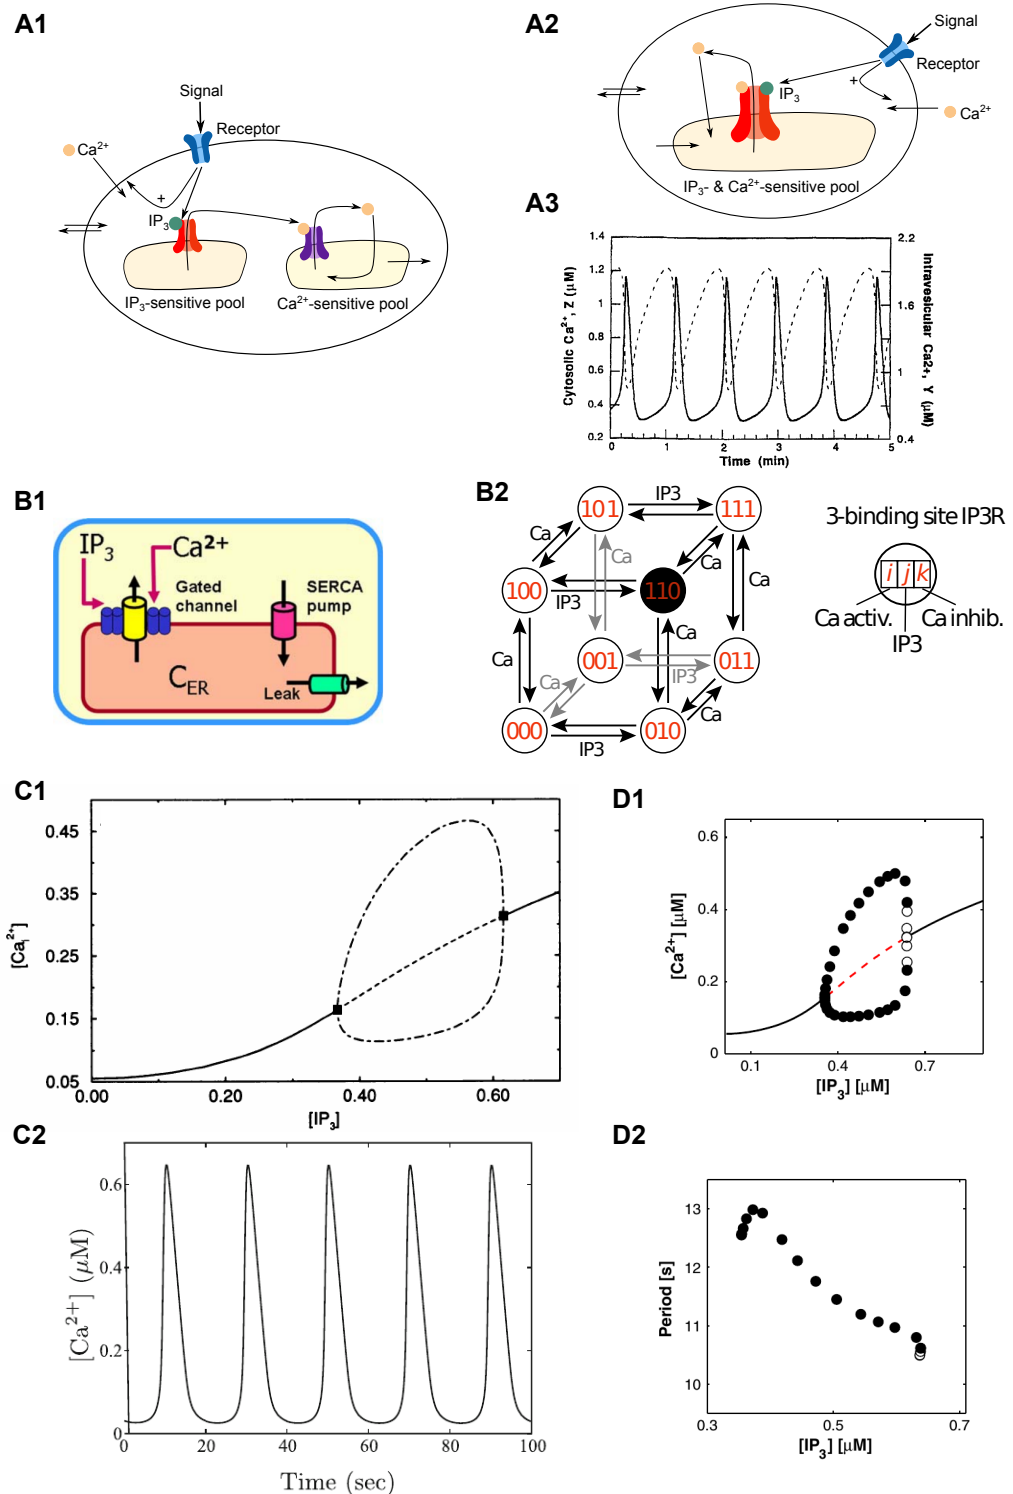 A1
Signal
Receptor
Ca²⁺
+
IP₃
IP₃-sensitive pool
Ca²⁺-sensitive pool
A2
Signal
Receptor
+
IP₃
Ca²⁺
IP₃- & Ca²⁺-sensitive pool
A3
Cytosolic Ca²⁺, Z (μM)
1.4
1.2
1
0.8
0.6
0.4
0.2
2.2
1.6
1
0.4
Intravesicular Ca2+, Y (μM)
0 1 2 3 4 5
Time (min)
B1
IP₃
Ca²⁺
Gated
channel
SERCA
pump
C_ER
Leak
B2
101
IP3
111
Ca
Ca
Ca
100
IP3
110
Ca
Ca
Ca
001
IP3
011
Ca
Ca
000
IP3
010
3-binding site IP3R
i j k
Ca activ.
Ca inhib.
IP3
C1
[Caᵢ²⁺]
0.45
0.35
0.25
0.15
0.05
0.00 0.20 0.40 0.60
[IP₃]
D1
[Ca²⁺] [μM]
0.6
0.4
0.2
0
0.1 0.4 0.7
[IP₃] [μM]
C2
[Ca²⁺] (μM)
0.6
0.4
0.2
0
0 20 40 60 80 100
Time (sec)
D2
Period [s]
13
12
11
10
0.3 0.5 0.7
[IP₃] [μM]